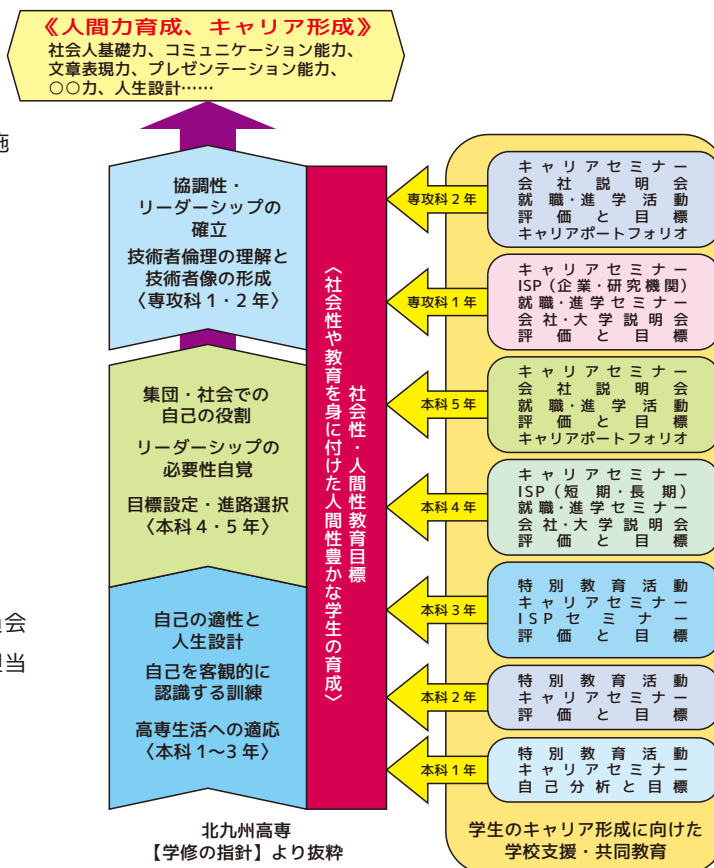 《人間力育成、キャリア形成》
社会人基礎力、コミュニケーション能力、
文章表現力、プレゼンテーション能力、
○○力、人生設計……
施
協調性・
リーダーシップの
確立
技術者倫理の理解と
技術者像の形成
〈専攻科1・2年〉
集団・社会での
自己の役割
リーダーシップの
必要性自覚
目標設定・進路選択
〈本科4・5年〉
自己の適性と
人生設計
自己を客観的に
認識する訓練
高専生活への適応
〈本科1~3年〉
北九州高専
【学修の指針】より抜粋
社会性・人間性教育目標
〈社会性や教育を身に付けた人間性豊かな学生の育成〉
専攻科2年
キャリアセミナー
会社説明会
就職・進学活動
評価と目標
キャリアポートフォリオ
専攻科1年
キャリアセミナー
ISP(企業・研究機関)
就職・進学セミナー
会社・大学説明会
評価と目標
本科5年
キャリアセミナー
会社説明会
就職・進学活動
評価と目標
キャリアポートフォリオ
本科4年
キャリアセミナー
ISP(短期・長期)
就職・進学セミナー
会社・大学説明会
評価と目標
本科3年
特別教育活動
キャリアセミナー
ISPセミナー
評価と目標
本科2年
特別教育活動
キャリアセミナー
評価と目標
本科1年
特別教育活動
キャリアセミナー
自己分析と目標
学生のキャリア形成に向けた
学校支援・共同教育
会
担当